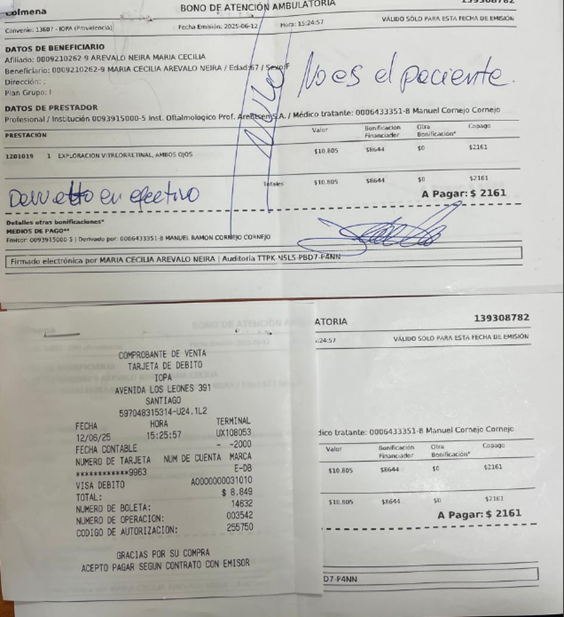 Colmena
BONO DE ATENCIÓN AMBULATORIA
139308782
Convenio: 13607 - IOPA (Providencia)
Fecha Emisión: 2025-06-12
Hora: 15:24:57
VÁLIDO SOLO PARA ESTA FECHA DE EMISIÓN
DATOS DE BENEFICIARIO
Afiliado: 0009210262-9 AREVALO NEIRA MARIA CECILIA
Beneficiario: 0009210262-9 MARIA CECILIA AREVALO NEIRA / Edad:67 / Sexo:F
Dirección: ;
Plan Grupo: I
No es el paciente.
DATOS DE PRESTADOR
Profesional / Institución 0093915000-5 Inst. Oftalmologico Prof. Arentsen S.A. / Médico tratante: 0006433351-8 Manuel Cornejo Cornejo
PRESTACIÓN Valor Bonificación Financiador Otra Bonificación* Copago
1201019 1 EXPLORACION VITREORRETINAL, AMBOS OJOS $10.805 $8644 $0 $2161
Totales $10.805 $8644 $0 $2161
A Pagar: $ 2161
en efectivo
Detalles otras bonificaciones*
MEDIOS DE PAGO**
Emisor: 0093915000-5 | Derivado por: 0006433351-8 MANUEL RAMON CORNEJO CORNEJO
Firmado electrónica por MARIA CECILIA AREVALO NEIRA | Auditoria TTPK-NSLS-PBD7-P4NN
ATORIA
139308782
:24:57
VÁLIDO SOLO PARA ESTA FECHA DE EMISIÓN
COMPROBANTE DE VENTA
TARJETA DE DEBITO
IOPA
AVENIDA LOS LEONES 391
SANTIAGO
597048315314-U24.1L2
FECHA HORA TERMINAL
12/06/25 15:25:57 UX108053
FECHA CONTABLE - -2000
NUMERO DE TARJETA NUM DE CUENTA MARCA
************9963 E-DB
VISA DEBITO A0000000031010
TOTAL: $ 8.849
NUMERO DE BOLETA: 14632
NUMERO DE OPERACION: 003542
CODIGO DE AUTORIZACION: 255750
GRACIAS POR SU COMPRA
ACEPTO PAGAR SEGUN CONTRATO CON EMISOR
dico tratante: 0006433351-8 Manuel Cornejo Cornejo
Valor Bonificación Financiador Otra Bonificación* Copago
$10.805 $8644 $0 $2161
$10.805 $8644 $0 $2161
A Pagar: $ 2161
D7-P4NN